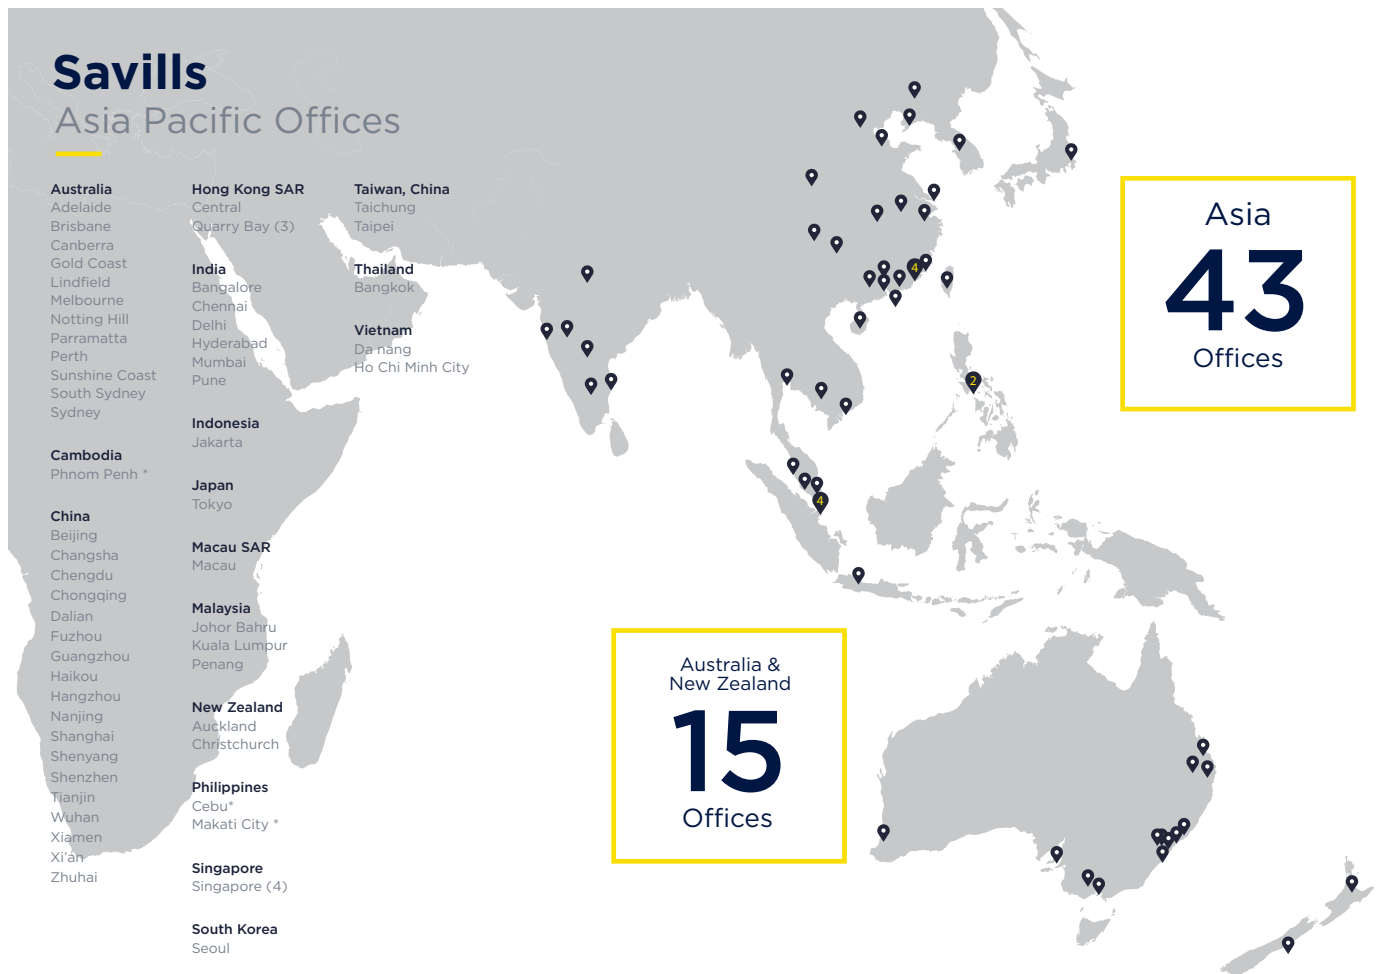 Savills
Asia Pacific Offices
Australia
Adelaide
Brisbane
Canberra
Gold Coast
Lindfield
Melbourne
Notting Hill
Parramatta
Perth
Sunshine Coast
South Sydney
Sydney
Cambodia
Phnom Penh *
China
Beijing
Changsha
Chengdu
Chongqing
Dalian
Fuzhou
Guangzhou
Haikou
Hangzhou
Nanjing
Shanghai
Shenyang
Shenzhen
Tianjin
Wuhan
Xiamen
Xi'an
Zhuhai
Hong Kong SAR
Central
Quarry Bay (3)
India
Bangalore
Chennai
Delhi
Hyderabad
Mumbai
Pune
Indonesia
Jakarta
Japan
Tokyo
Macau SAR
Macau
Malaysia
Johor Bahru
Kuala Lumpur
Penang
New Zealand
Auckland
Christchurch
Philippines
Cebu*
Makati City *
Singapore
Singapore (4)
South Korea
Seoul
Taiwan, China
Taichung
Taipei
Thailand
Bangkok
Vietnam
Da nang
Ho Chi Minh City
4
2
4
Asia
43
Offices
Australia &
New Zealand
15
Offices